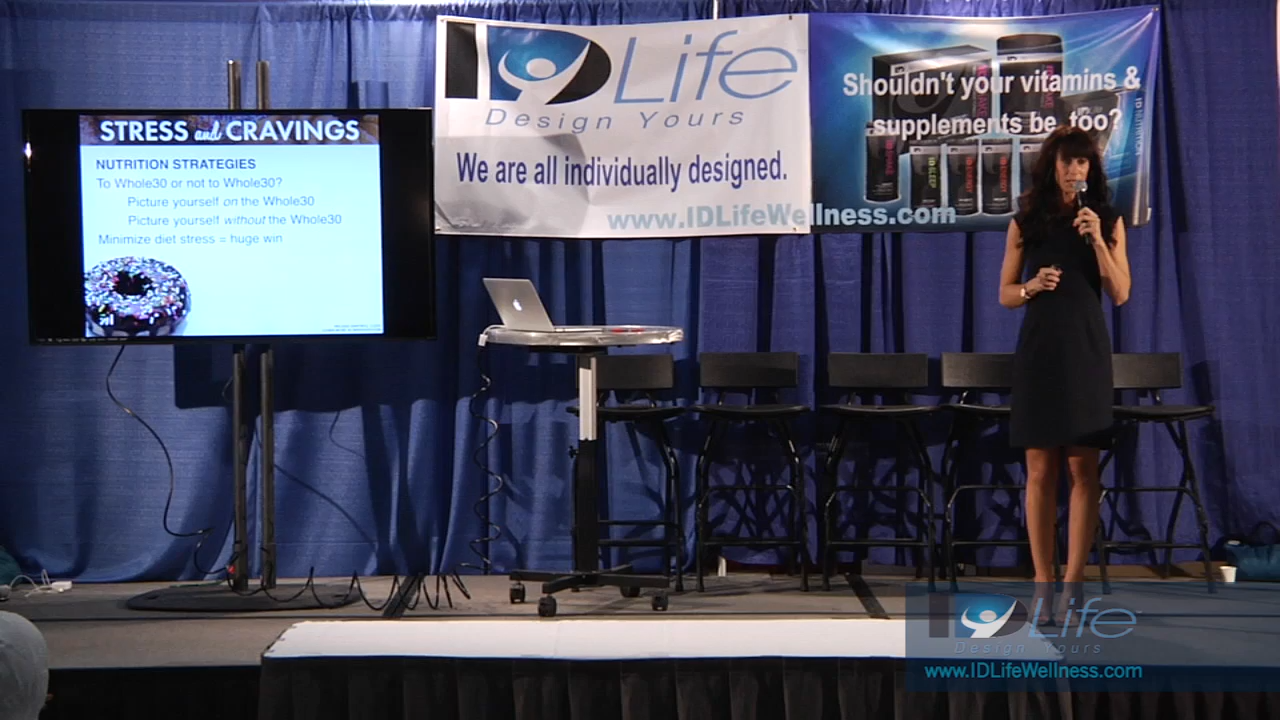 STRESS and CRAVINGS
NUTRITION STRATEGIES
To Whole30 or not to Whole30?
Picture yourself on the Whole30
Picture yourself without the Whole30
Minimize diet stress = huge win
IDLife
Design Yours
We are all individually designed.
www.IDLifeWellness.com
Shouldn't your vitamins &
supplements be, too?
IDLife
Design Yours
www.IDLifeWellness.com